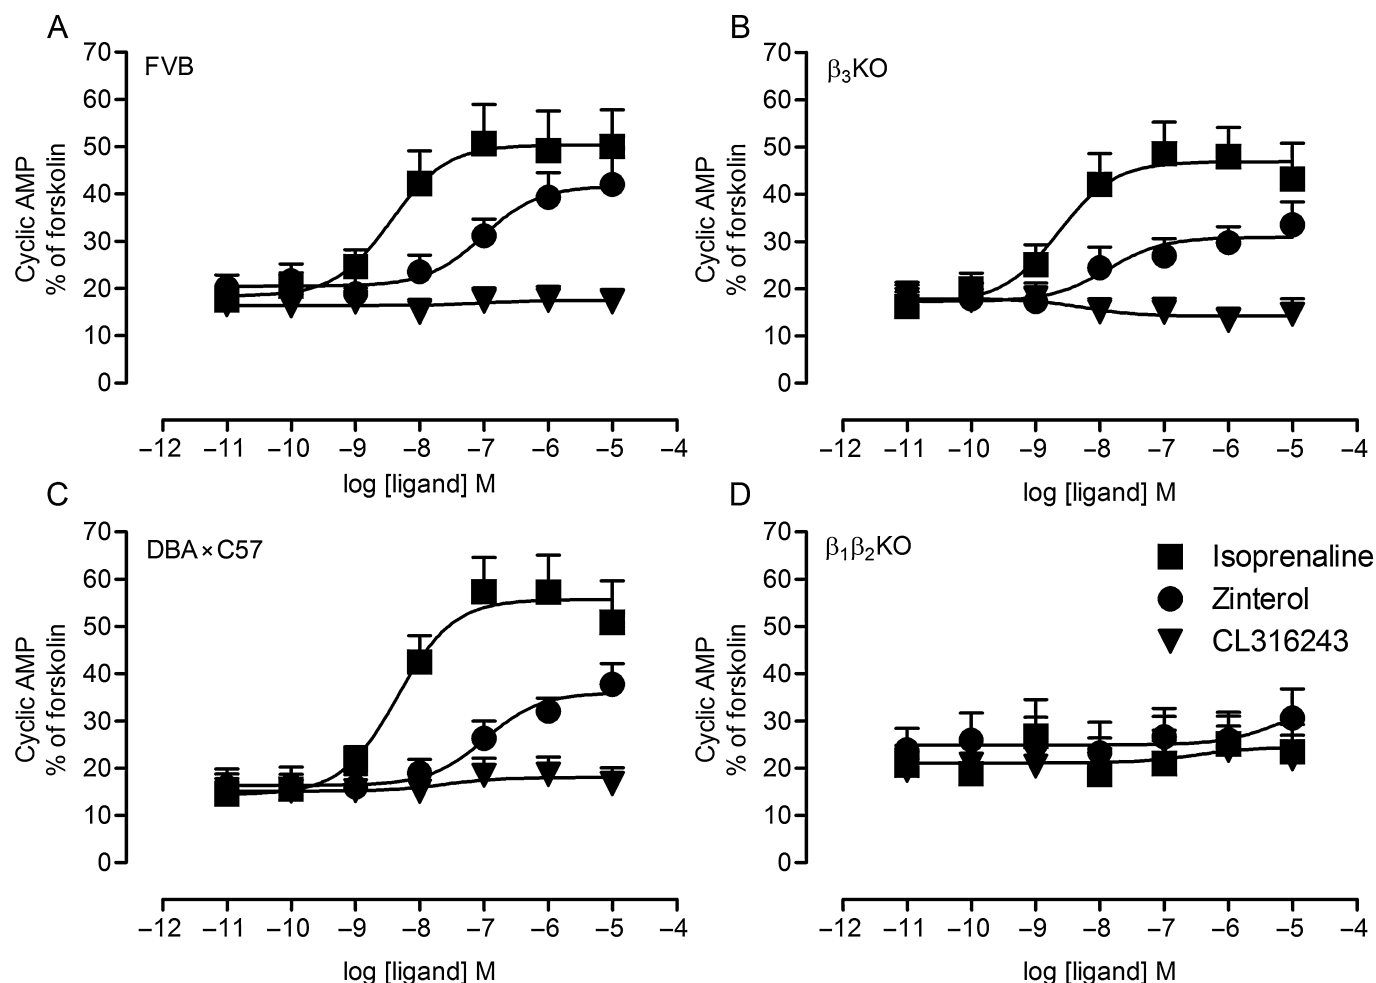 A
B
FVB
β3KO
70
60
50
40
30
20
10
0
Cyclic AMP
% of forskolin
−12 −11 −10 −9 −8 −7 −6 −5 −4
log [ligand] M
70
60
50
40
30
20
10
0
Cyclic AMP
% of forskolin
−12 −11 −10 −9 −8 −7 −6 −5 −4
log [ligand] M
C
D
DBA×C57
β1β2KO
70
60
50
40
30
20
10
0
Cyclic AMP
% of forskolin
−12 −11 −10 −9 −8 −7 −6 −5 −4
log [ligand] M
70
60
50
40
30
20
10
0
Cyclic AMP
% of forskolin
Isoprenaline
Zinterol
CL316243
−12 −11 −10 −9 −8 −7 −6 −5 −4
log [ligand] M